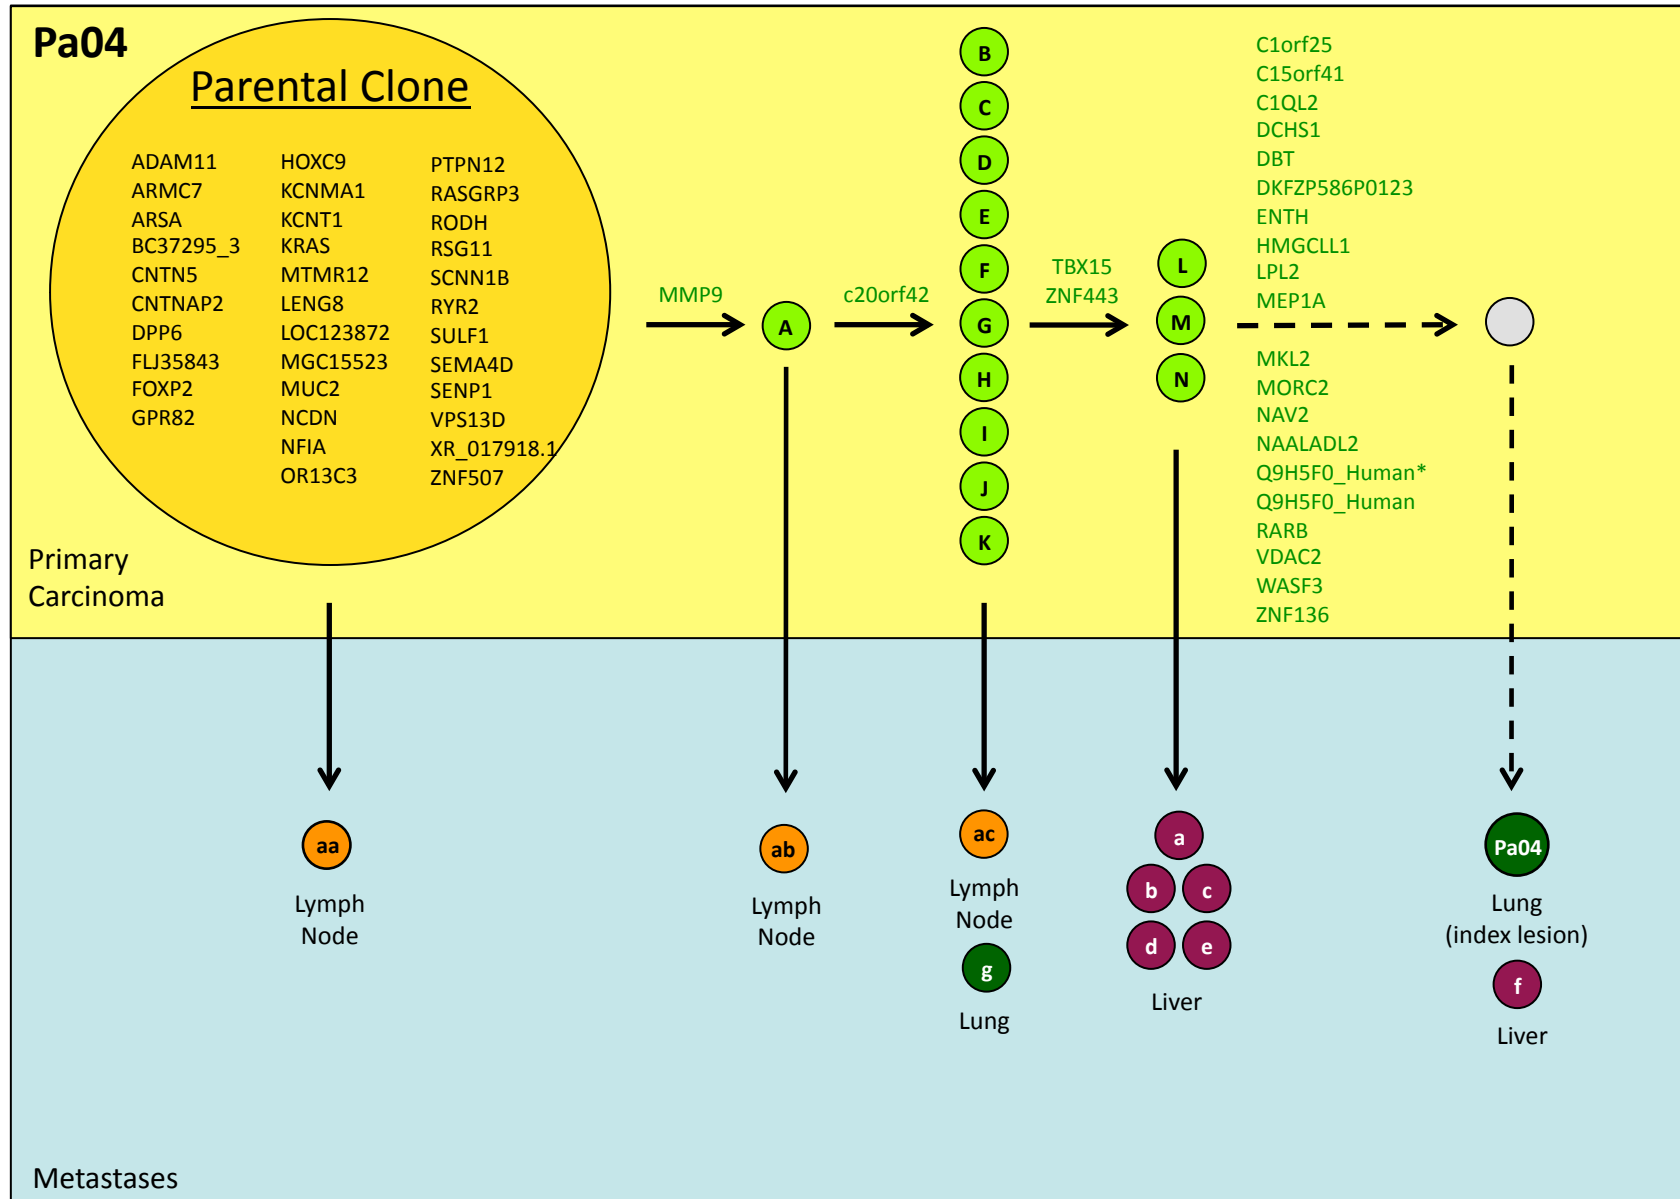 Pa04
Parental Clone
ADAM11
ARMC7
ARSA
BC37295_3
CNTN5
CNTNAP2
DPP6
FLJ35843
FOXP2
GPR82
HOXC9
KCNMA1
KCNT1
KRAS
MTMR12
LENG8
LOC123872
MGC15523
MUC2
NCDN
NFIA
OR13C3
PTPN12
RASGRP3
RODH
RSG11
SCNN1B
RYR2
SULF1
SEMA4D
SENP1
VPS13D
XR_017918.1
ZNF507
Primary
Carcinoma
MMP9
A
c20orf42
B
C
D
E
F
G
H
I
J
K
TBX15
ZNF443
L
M
N
C1orf25
C15orf41
C1QL2
DCHS1
DBT
DKFZP586P0123
ENTH
HMGCLL1
LPL2
MEP1A
MKL2
MORC2
NAV2
NAALADL2
Q9H5F0_Human*
Q9H5F0_Human
RARB
VDAC2
WASF3
ZNF136
aa
Lymph
Node
ab
Lymph
Node
ac
Lymph
Node
g
Lung
a
b c
d e
Liver
Pa04
Lung
(index lesion)
f
Liver
Metastases